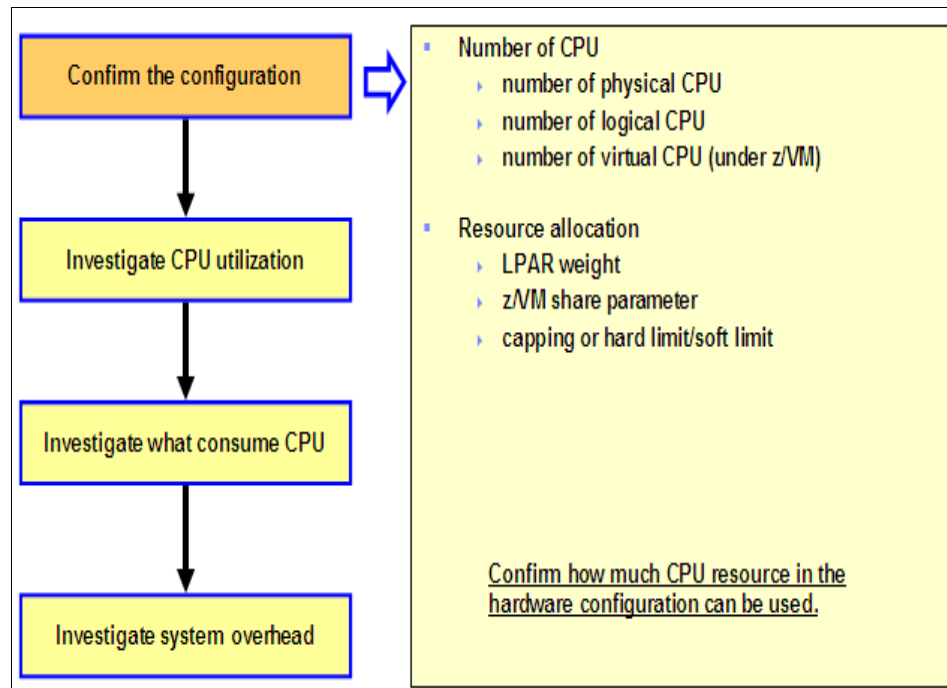 Confirm the configuration
Investigate CPU utilization
Investigate what consume CPU
Investigate system overhead
Number of CPU
number of physical CPU
number of logical CPU
number of virtual CPU (under z/VM)
Resource allocation
LPAR weight
z/VM share parameter
capping or hard limit/soft limit
Confirm how much CPU resource in the
hardware configuration can be used.